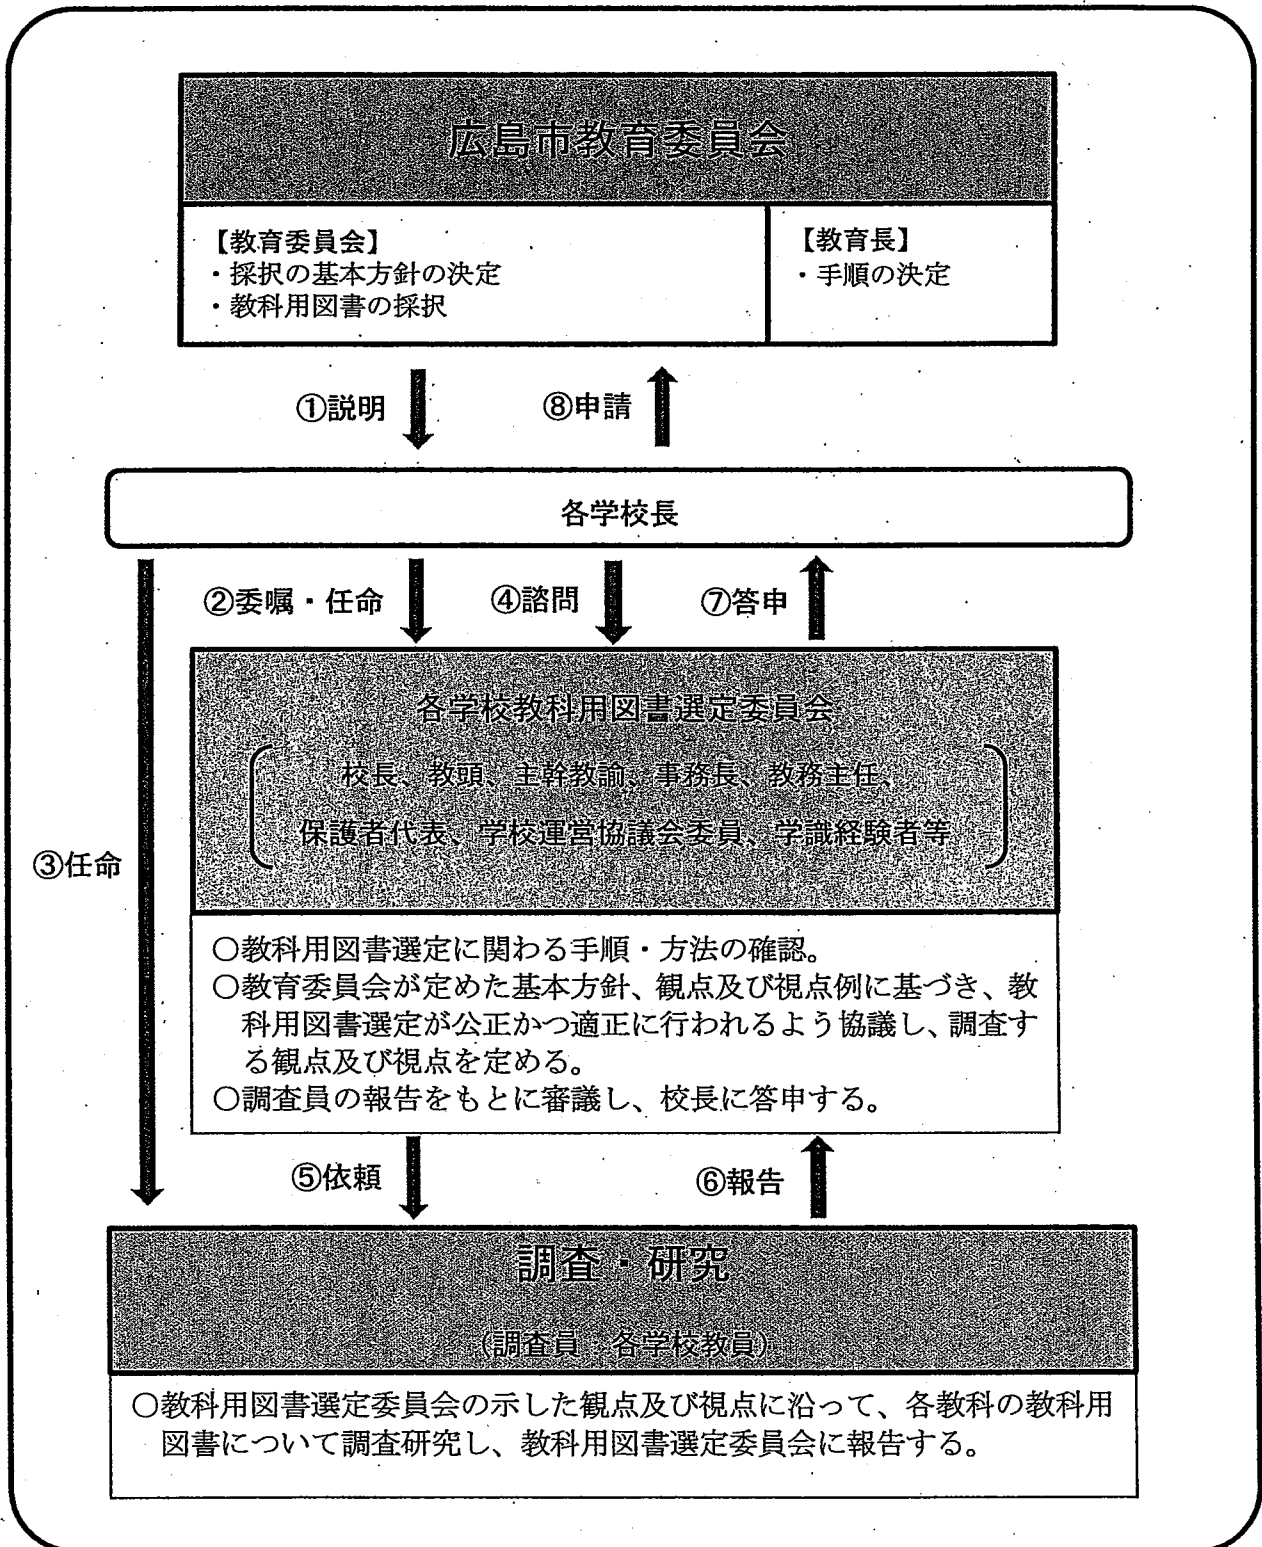 広島市教育委員会
【教育委員会】
・採択の基本方針の決定
・教科用図書の採択
【教育長】
・手順の決定
①説明
⑧申請
各学校長
②委嘱・任命
④諮問
⑦答申
各学校教科用図書選定委員会
校長、教頭、主幹教諭、事務長、教務主任、
保護者代表、学校運営協議会委員、学識経験者等
③任命
○教科用図書選定に関わる手順・方法の確認。
○教育委員会が定めた基本方針、観点及び視点例に基づき、教
科用図書選定が公正かつ適正に行われるよう協議し、調査す
る観点及び視点を定める。
○調査員の報告をもとに審議し、校長に答申する。
⑤依頼
⑥報告
調査・研究
(調査員 各学校教員)
○教科用図書選定委員会の示した観点及び視点に沿って、各教科の教科用
図書について調査研究し、教科用図書選定委員会に報告する。